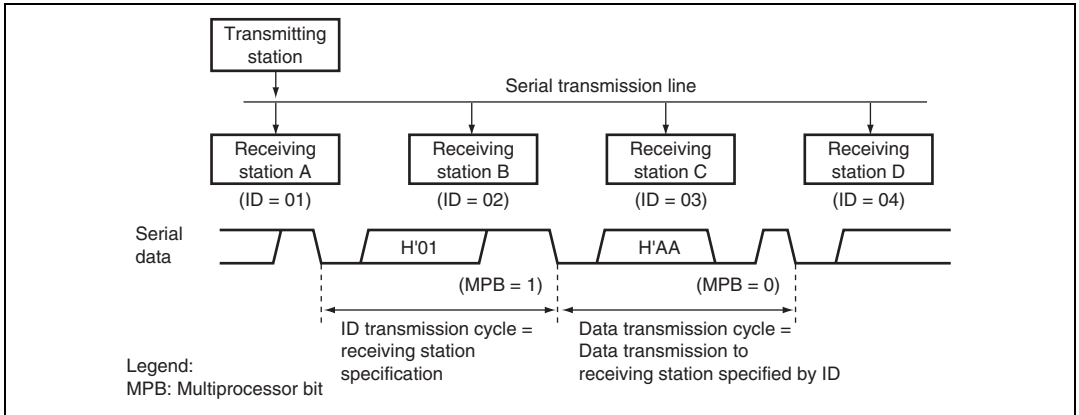 Transmitting
station
Serial transmission line
Receiving
station A
Receiving
station B
Receiving
station C
Receiving
station D
(ID = 01)
(ID = 02)
(ID = 03)
(ID = 04)
Serial
data
H'01
H'AA
(MPB = 1)
(MPB = 0)
ID transmission cycle =
receiving station
specification
Data transmission cycle =
Data transmission to
receiving station specified by ID
Legend:
MPB: Multiprocessor bit